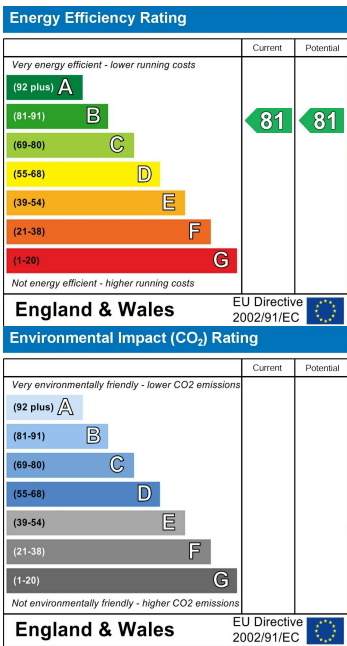 Energy Efficiency Rating
Current Potential
Very energy efficient - lower running costs
(92 plus) A
(81-91) B 81 81
(69-80) C
(55-68) D
(39-54) E
(21-38) F
(1-20) G
Not energy efficient - higher running costs
England & Wales EU Directive
2002/91/EC
Environmental Impact (CO₂) Rating
Current Potential
Very environmentally friendly - lower CO2 emissions
(92 plus) A
(81-91) B
(69-80) C
(55-68) D
(39-54) E
(21-38) F
(1-20) G
Not environmentally friendly - higher CO2 emissions
England & Wales EU Directive
2002/91/EC